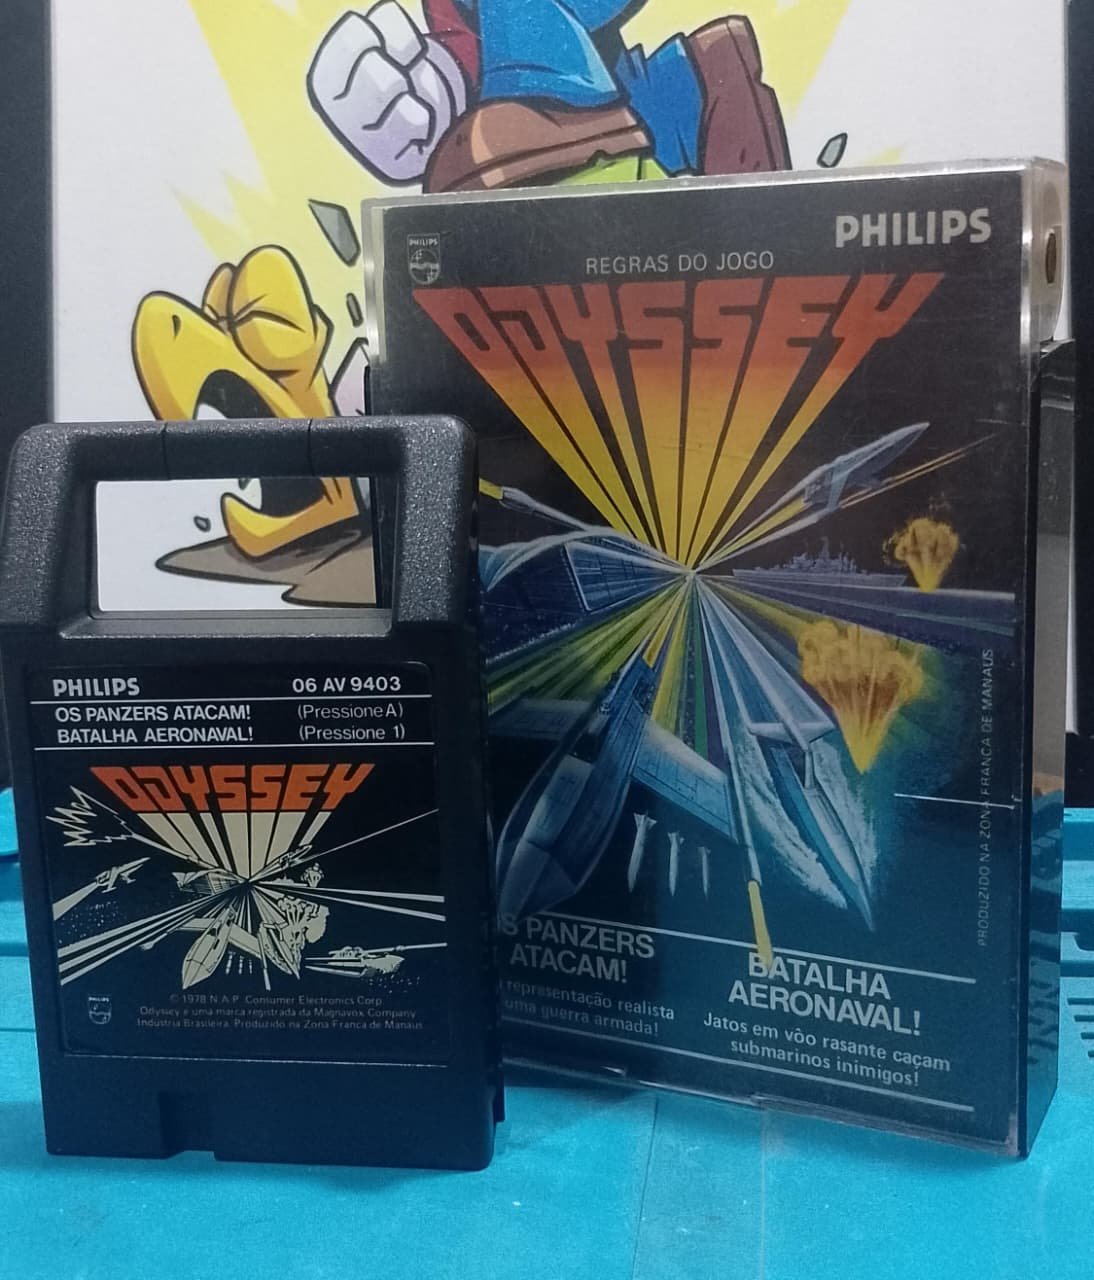 PHILIPS
PHILIPS
REGRAS DO JOGO
ODYSSEY
PRODUZIDO NA ZONA FRANCA DE MANAUS
OS PANZERS
ATACAM!
representação realista
uma guerra armada!
BATALHA
AERONAVAL!
Jatos em vôo rasante caçam
submarinos inimigos!
PHILIPS 06 AV 9403
OS PANZERS ATACAM! (Pressione A)
BATALHA AERONAVAL! (Pressione 1)
ODYSSEY
PHILIPS
© 1978 N.A.P. Consumer Electronics Corp
Odyssey é uma marca registrada da Magnavox Company
Indústria Brasileira. Produzido na Zona Franca de Manaus